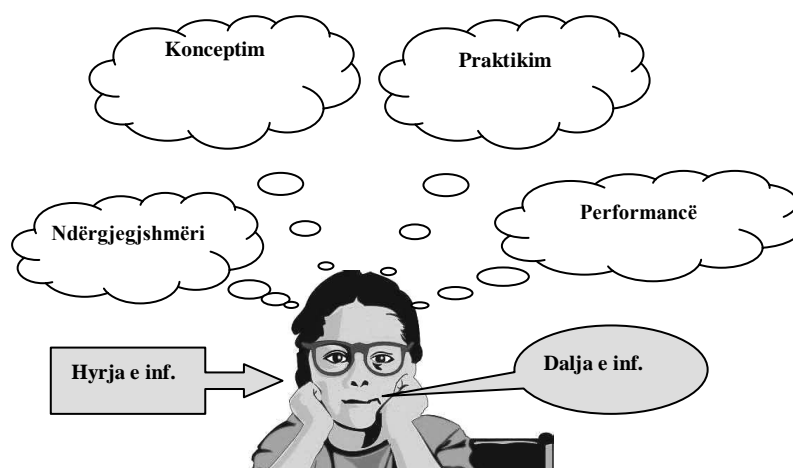 Konceptim
Praktikim
Ndërgjegjshmëri
Performancë
Hyrja e inf.
Dalja e inf.